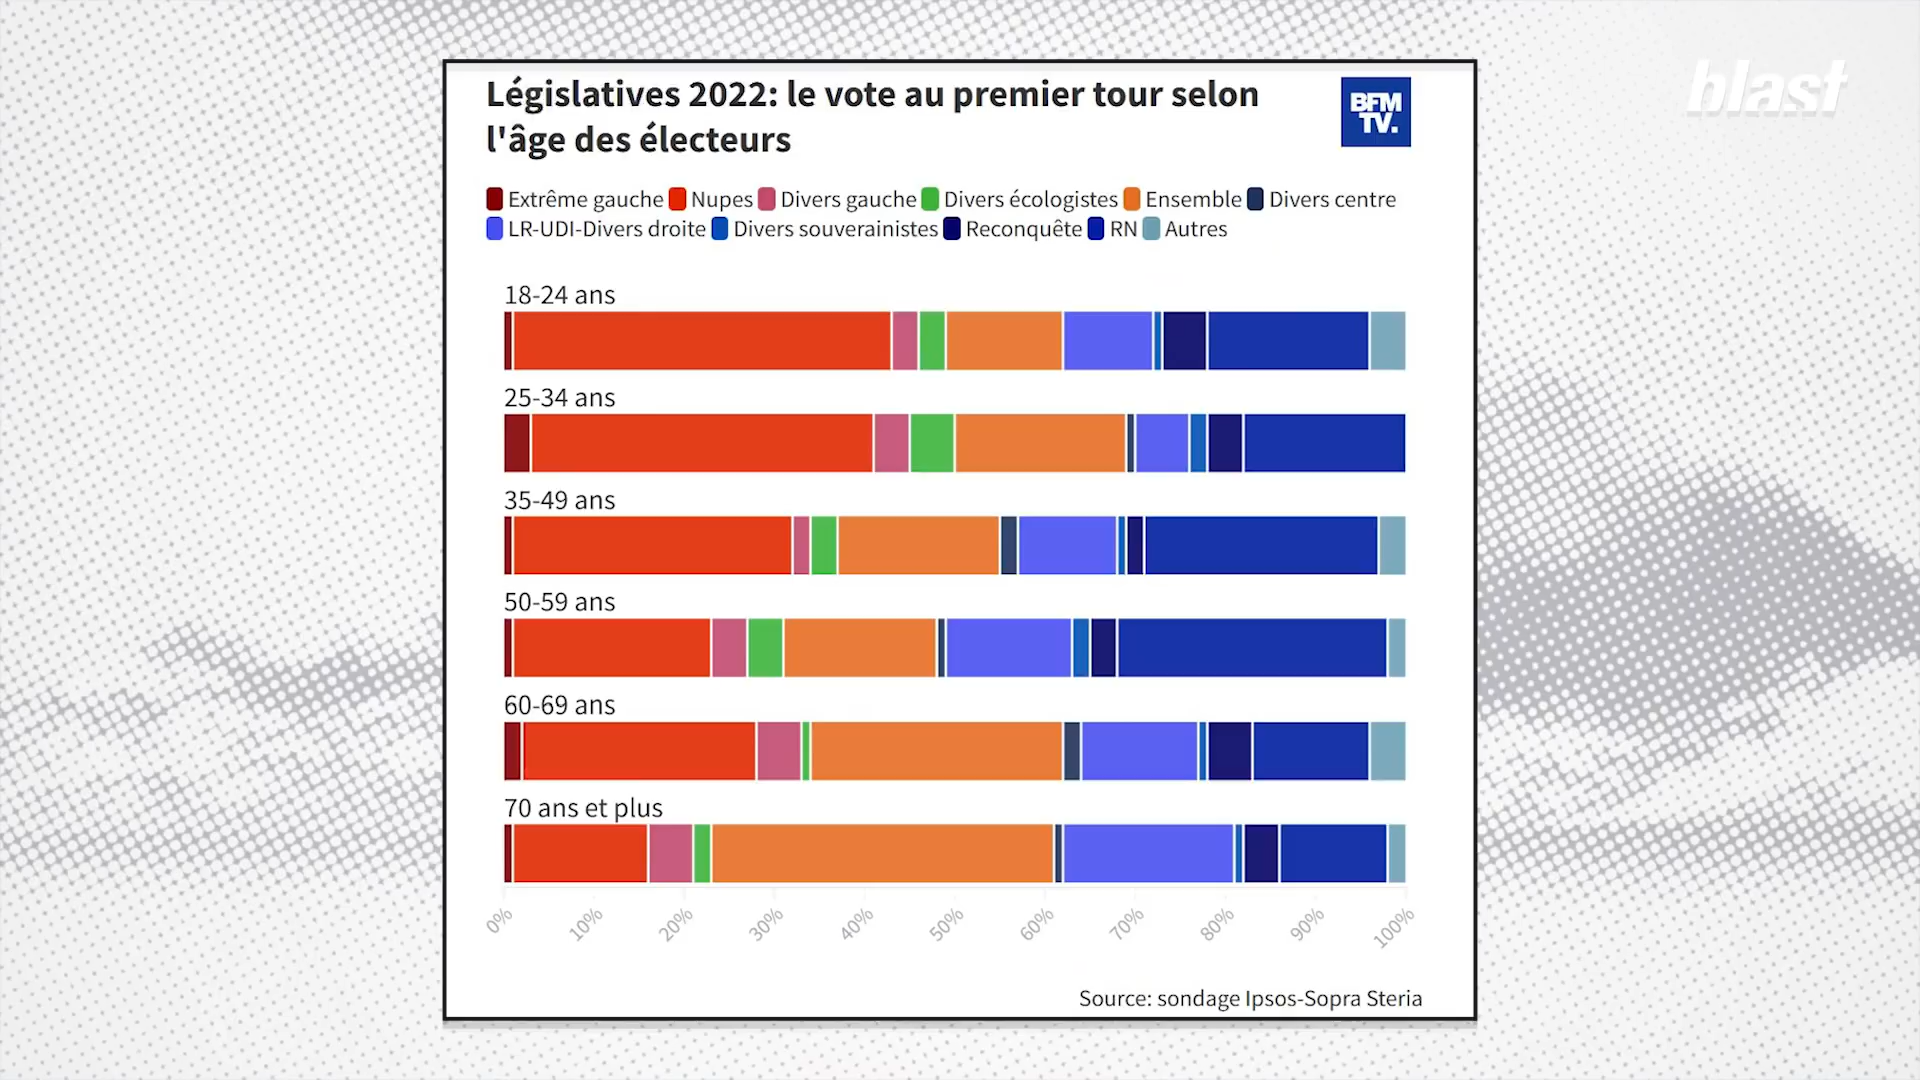 blast
Législatives 2022: le vote au premier tour selon
l'âge des électeurs
BFM
TV.
Extrême gauche Nupes Divers gauche Divers écologistes Ensemble Divers centre
LR-UDI-Divers droite Divers souverainistes Reconquête RN Autres
18-24 ans
25-34 ans
35-49 ans
50-59 ans
60-69 ans
70 ans et plus
0% 10% 20% 30% 40% 50% 60% 70% 80% 90% 100%
Source: sondage Ipsos-Sopra Steria